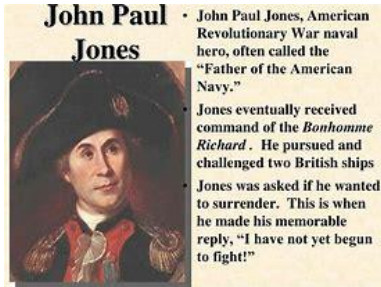 John Paul
Jones
• John Paul Jones, American
Revolutionary War naval
hero, often called the
“Father of the American
Navy.”
• Jones eventually received
command of the Bonhomme
Richard . He pursued and
challenged two British ships
• Jones was asked if he wanted
to surrender. This is when
he made his memorable
reply, “I have not yet begun
to fight!”